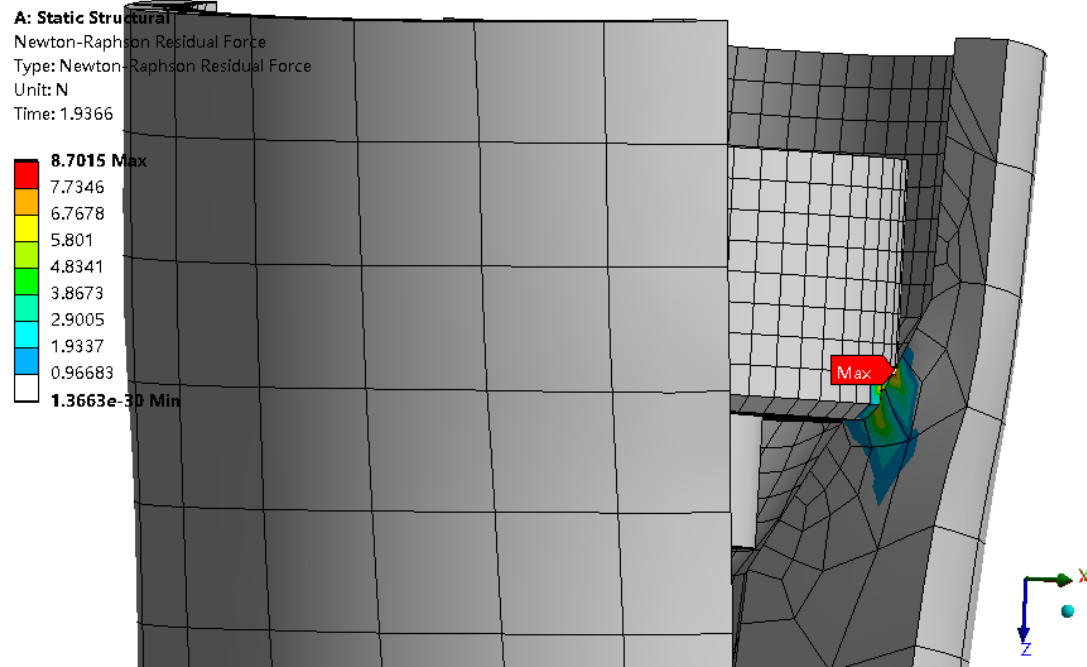 A: Static Structural
Newton-Raphson Residual Force
Type: Newton-Raphson Residual Force
Unit: N
Time: 1.9366
8.7015 Max
7.7346
6.7678
5.801
4.8341
3.8673
2.9005
1.9337
0.96683
1.3663e-30 Min
Max
X
Z